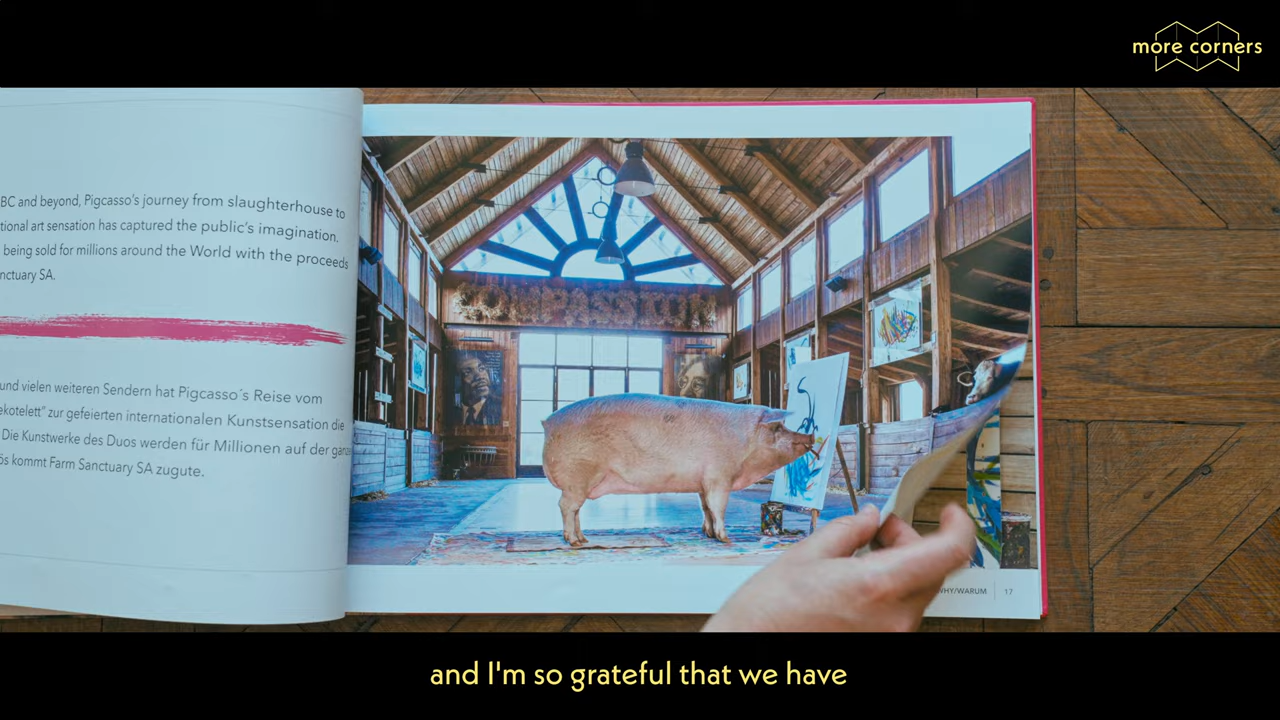 more corners
BC and beyond, Pigcasso's journey from slaughterhouse to
tional art sensation has captured the public's imagination.
being sold for millions around the World with the proceeds
nctuary SA.
und vielen weiteren Sendern hat Pigcasso´s Reise vom
ekotelett" zur gefeierten internationalen Kunstsensation die
Die Kunstwerke des Duos werden für Millionen auf der ganze
ös kommt Farm Sanctuary SA zugute.
WHY/WARUM | 17
and I'm so grateful that we have